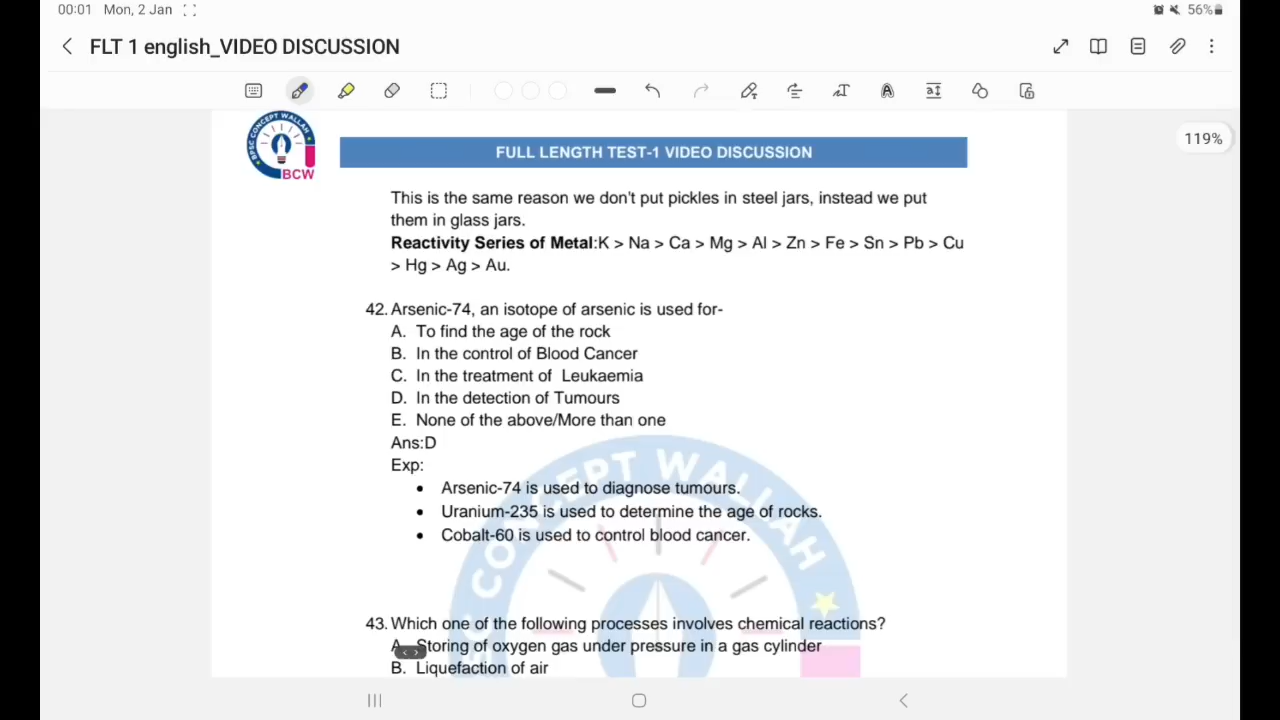 00:01 Mon, 2 Jan
56%
FLT 1 english_VIDEO DISCUSSION
119%
BPSC CONCEPT WALLAH
BCW
FULL LENGTH TEST-1 VIDEO DISCUSSION
This is the same reason we don't put pickles in steel jars, instead we put
them in glass jars.
Reactivity Series of Metal:K > Na > Ca > Mg > Al > Zn > Fe > Sn > Pb > Cu
> Hg > Ag > Au.
42. Arsenic-74, an isotope of arsenic is used for-
A. To find the age of the rock
B. In the control of Blood Cancer
C. In the treatment of Leukaemia
D. In the detection of Tumours
E. None of the above/More than one
Ans:D
Exp:
• Arsenic-74 is used to diagnose tumours.
• Uranium-235 is used to determine the age of rocks.
• Cobalt-60 is used to control blood cancer.
SC CONCEPT WALLAH
43. Which one of the following processes involves chemical reactions?
A. Storing of oxygen gas under pressure in a gas cylinder
B. Liquefaction of air